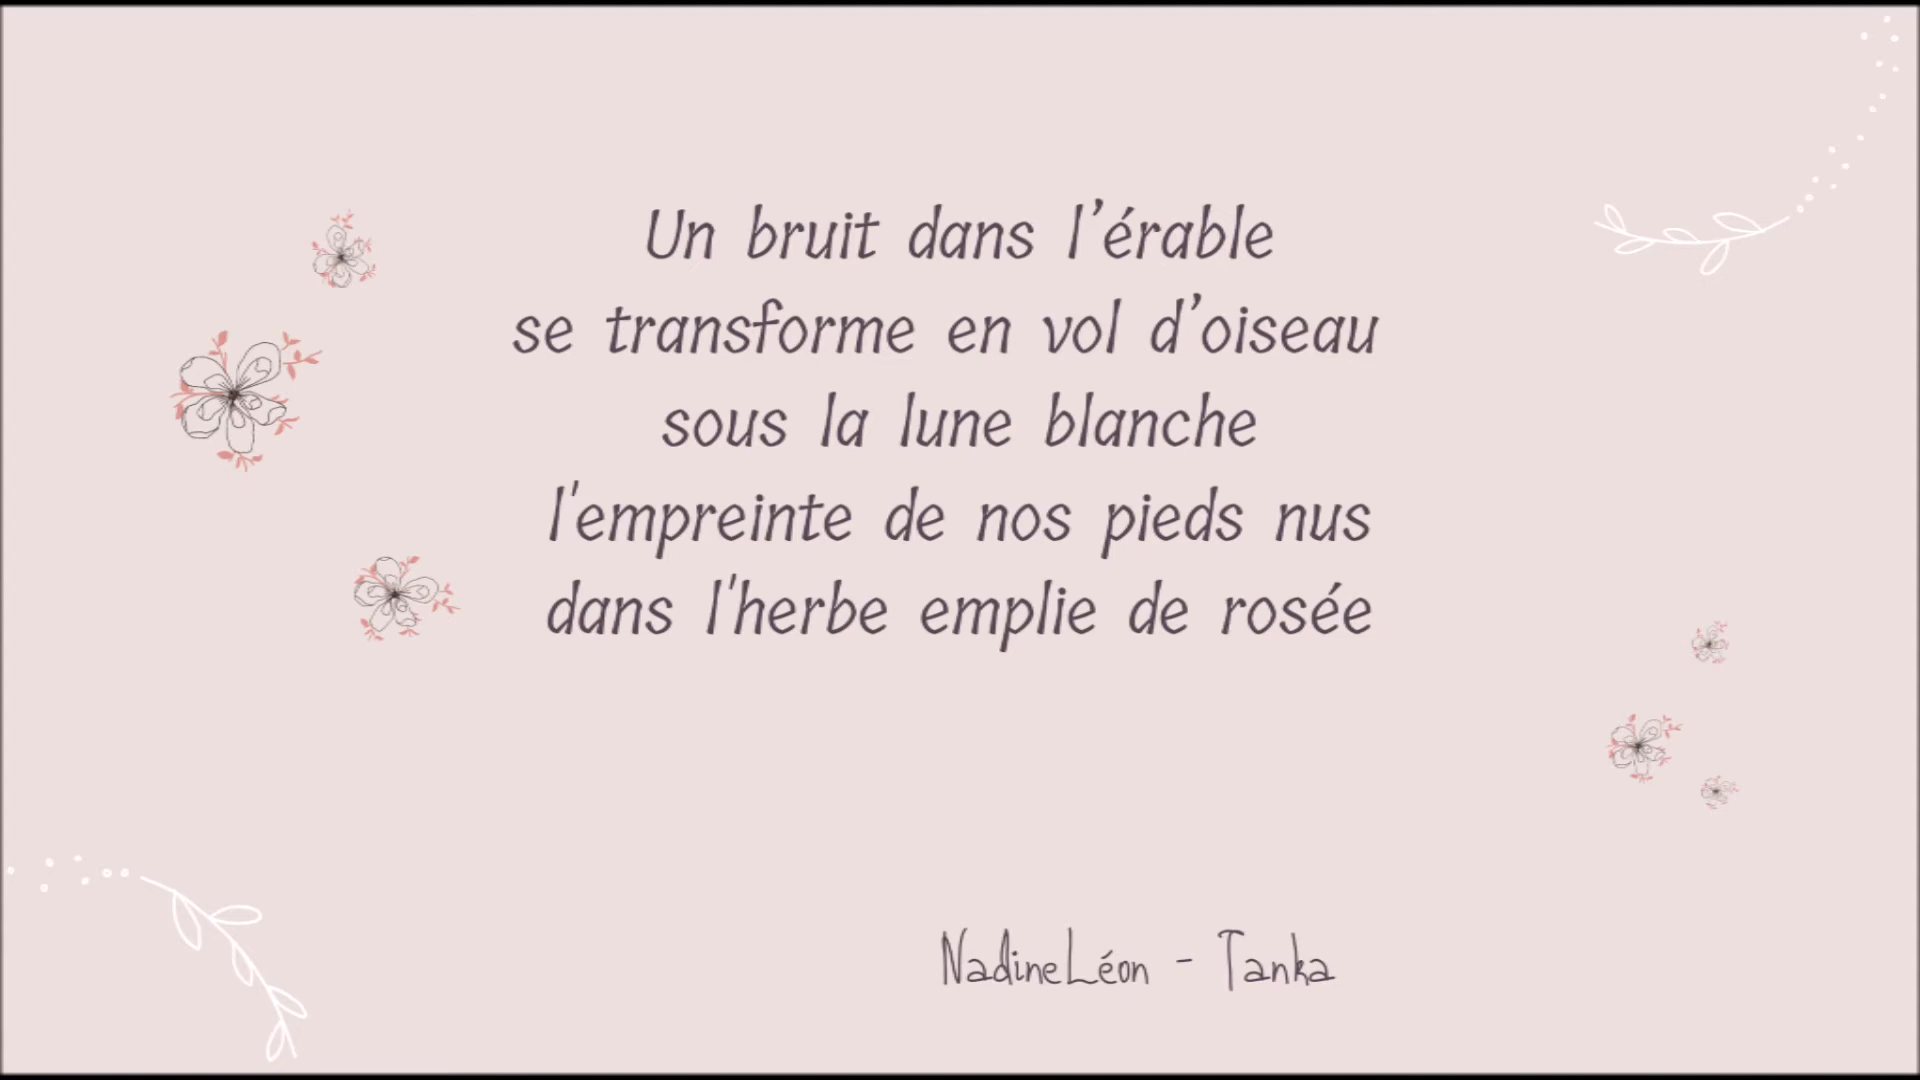 Un bruit dans l’érable
se transforme en vol d’oiseau
sous la lune blanche
l'empreinte de nos pieds nus
dans l'herbe emplie de rosée
NadineLéon - Tanka